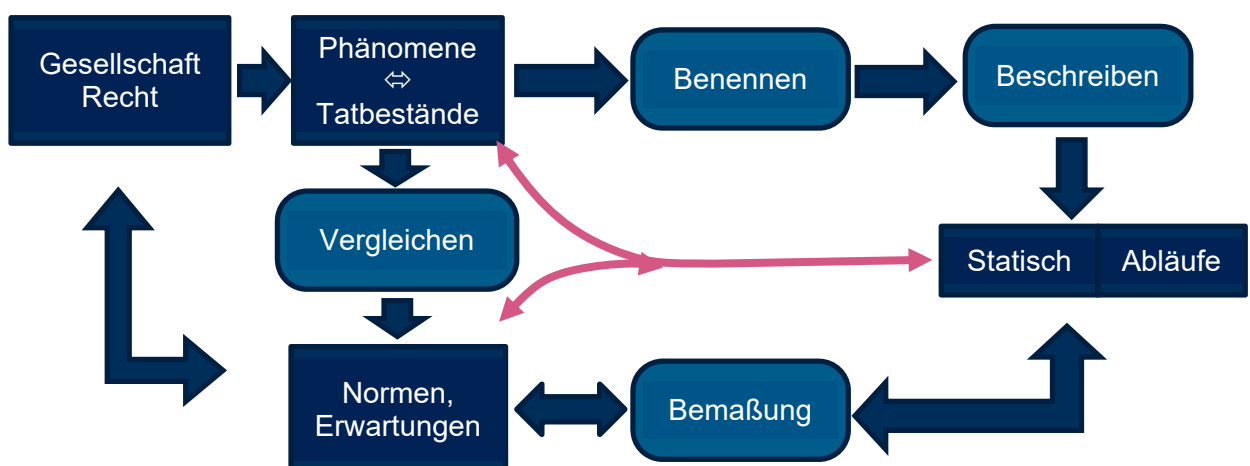 Gesellschaft
Recht
Phänomene
⇔
Tatbestände
Benennen
Beschreiben
Vergleichen
Statisch
Abläufe
Normen,
Erwartungen
Bemaßung